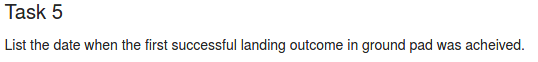 Task 5
List the date when the first successful landing outcome in ground pad was acheived.